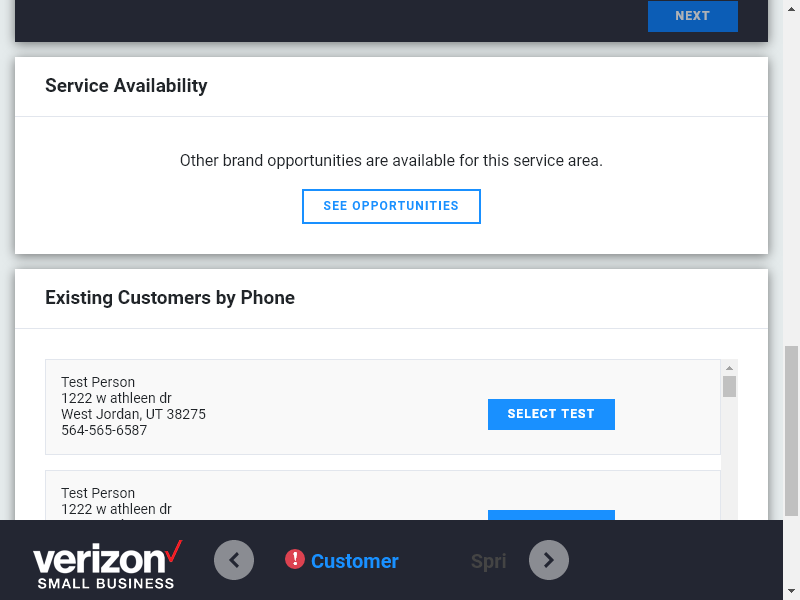 NEXT
Service Availability
Other brand opportunities are available for this service area.
SEE OPPORTUNITIES
Existing Customers by Phone
Test Person
1222 w athleen dr
West Jordan, UT 38275
564-565-6587
SELECT TEST
Test Person
1222 w athleen dr
verizon
SMALL BUSINESS
Customer
Spri